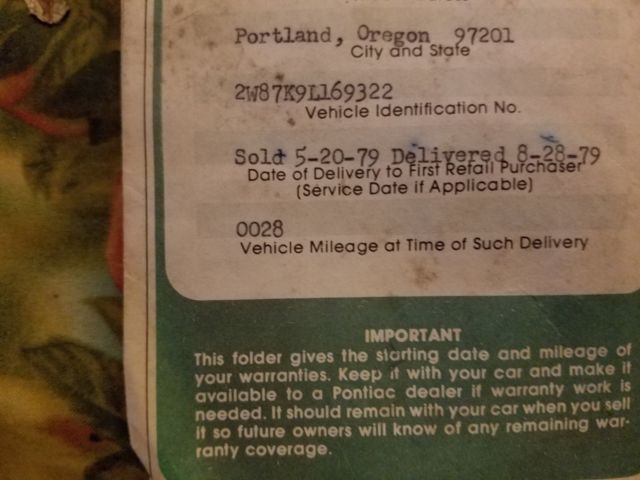 Portland, Oregon 97201
City and State
2W87K9L169322
Vehicle Identification No.
Sold 5-20-79 Delivered 8-28-79
Date of Delivery to First Retail Purchaser
(Service Date if Applicable)
0028
Vehicle Mileage at Time of Such Delivery
IMPORTANT
This folder gives the starting date and mileage of
your warranties. Keep it with your car and make it
available to a Pontiac dealer if warranty work is
needed. It should remain with your car when you sell
it so future owners will know of any remaining war-
ranty coverage.